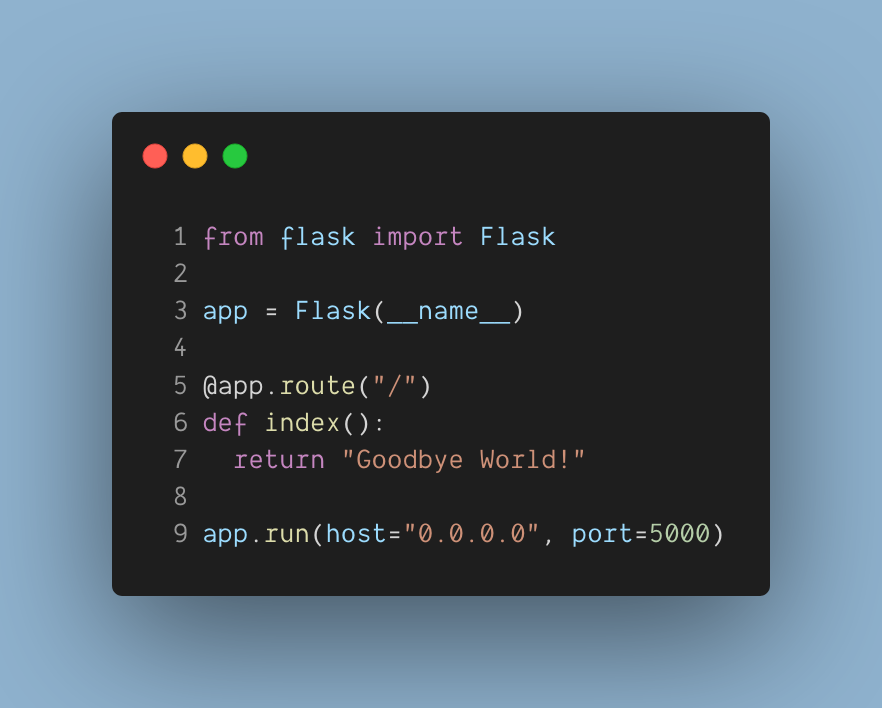 1 from flask import Flask
2
3 app = Flask(__name__)
4
5 @app.route("/")
6 def index():
7   return "Goodbye World!"
8
9 app.run(host="0.0.0.0", port=5000)